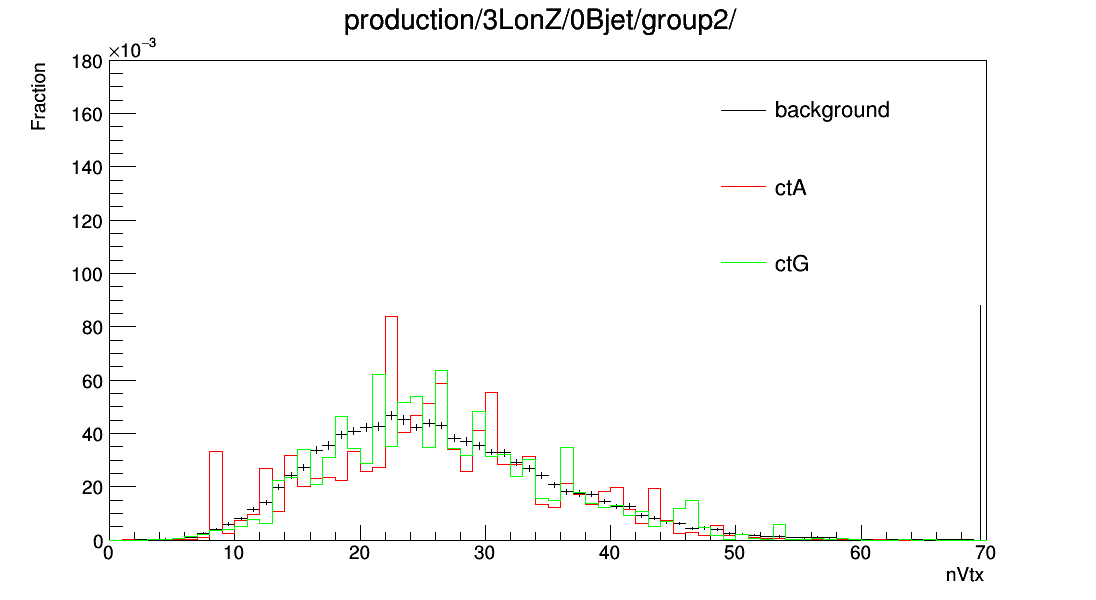 production/3LonZ/0Bjet/group2/
×10⁻³
Fraction
180
160
140
120
100
80
60
40
20
0
background
ctA
ctG
0 10 20 30 40 50 60 70
nVtx